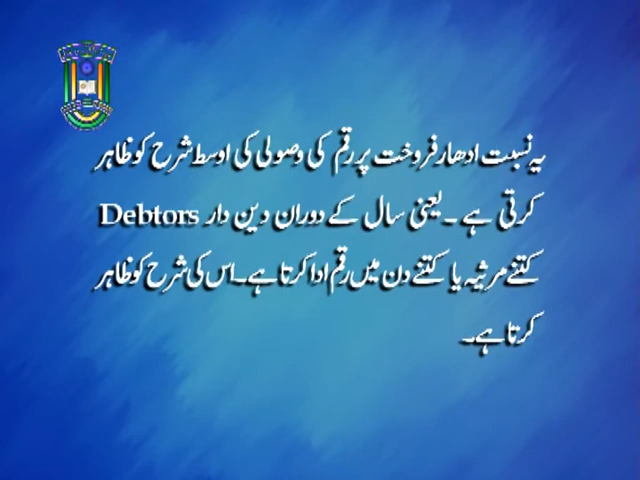 یہ نسبت ادھار فروخت پر رقم کی وصولی کی اوسط شرح کو ظاہر
کرتی ہے ۔ یعنی سال کے دوران دین دار Debtors
کتنے مرثیہ یا کتنے دن میں رقم ادا کرتا ہے۔ اس کی شرح کو ظاہر
کرتا ہے۔